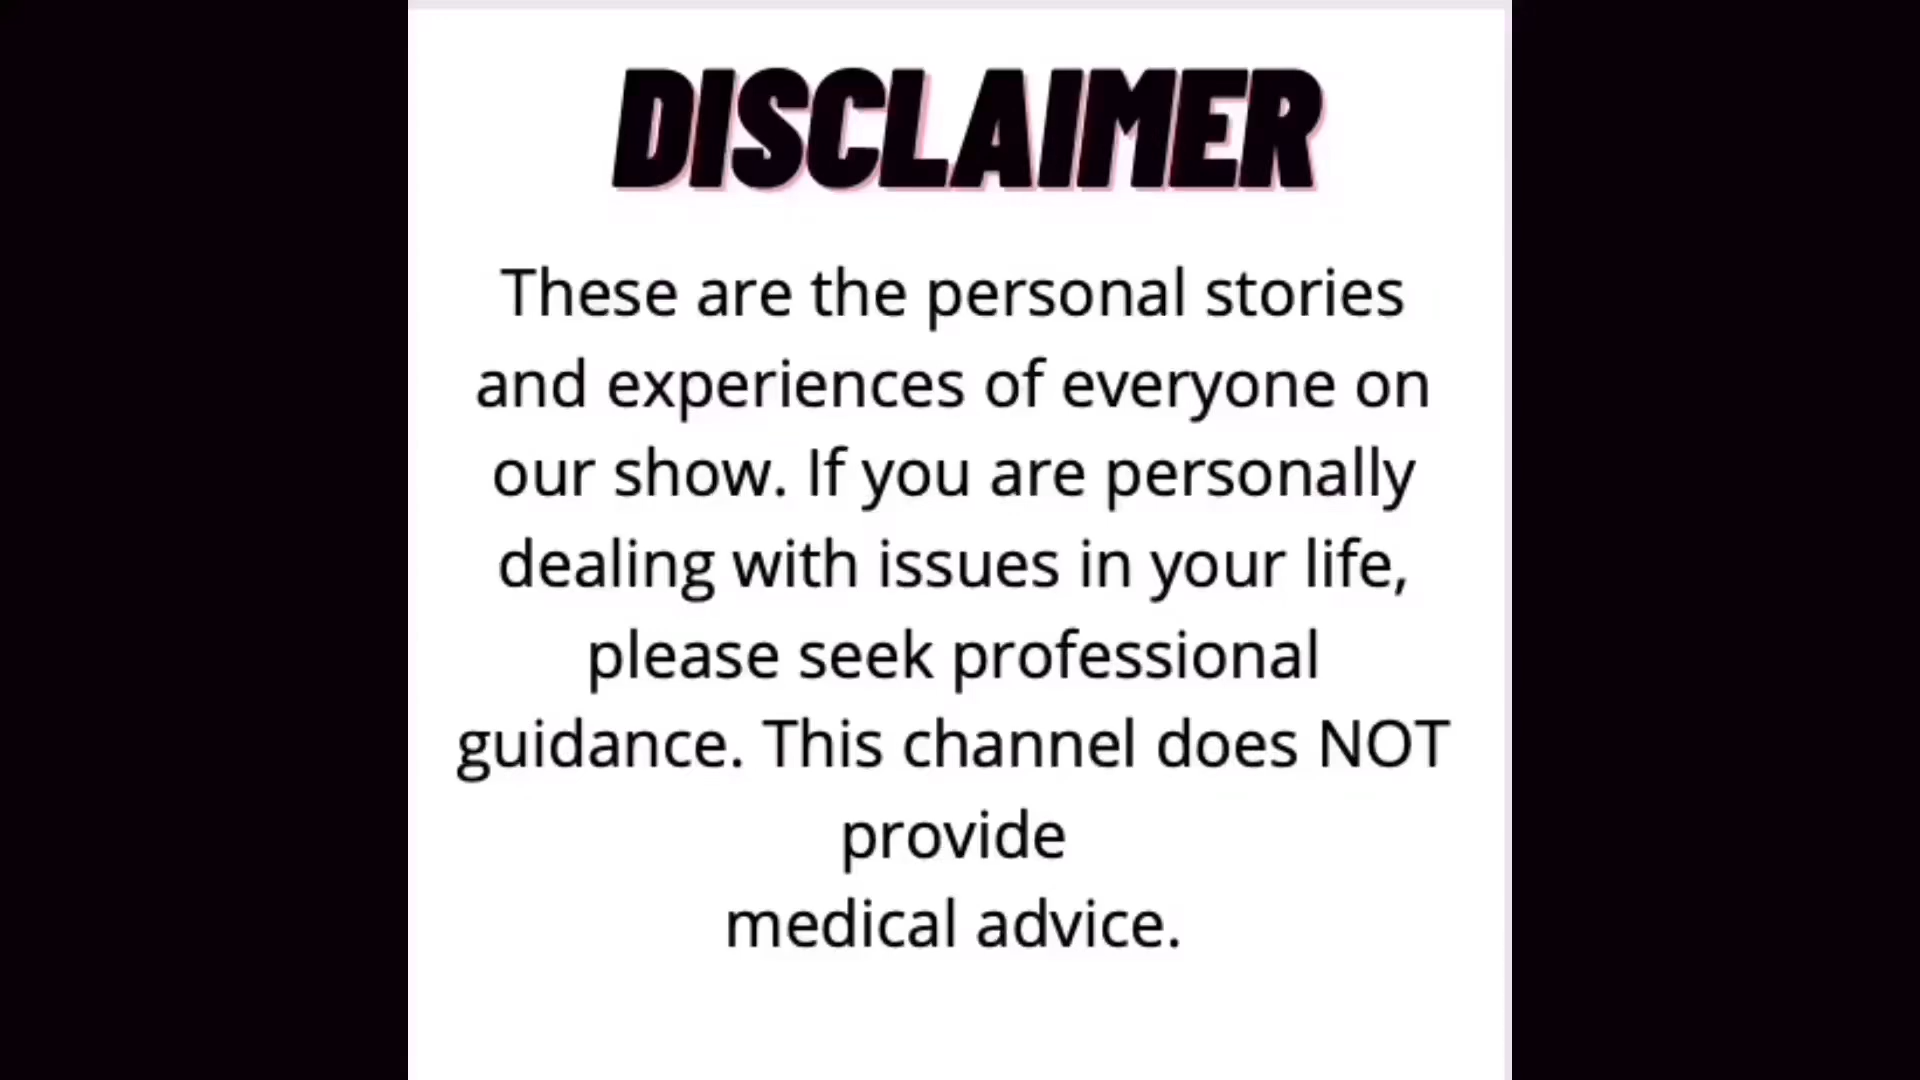 DISCLAIMER
These are the personal stories
and experiences of everyone on
our show. If you are personally
dealing with issues in your life,
please seek professional
guidance. This channel does NOT
provide
medical advice.